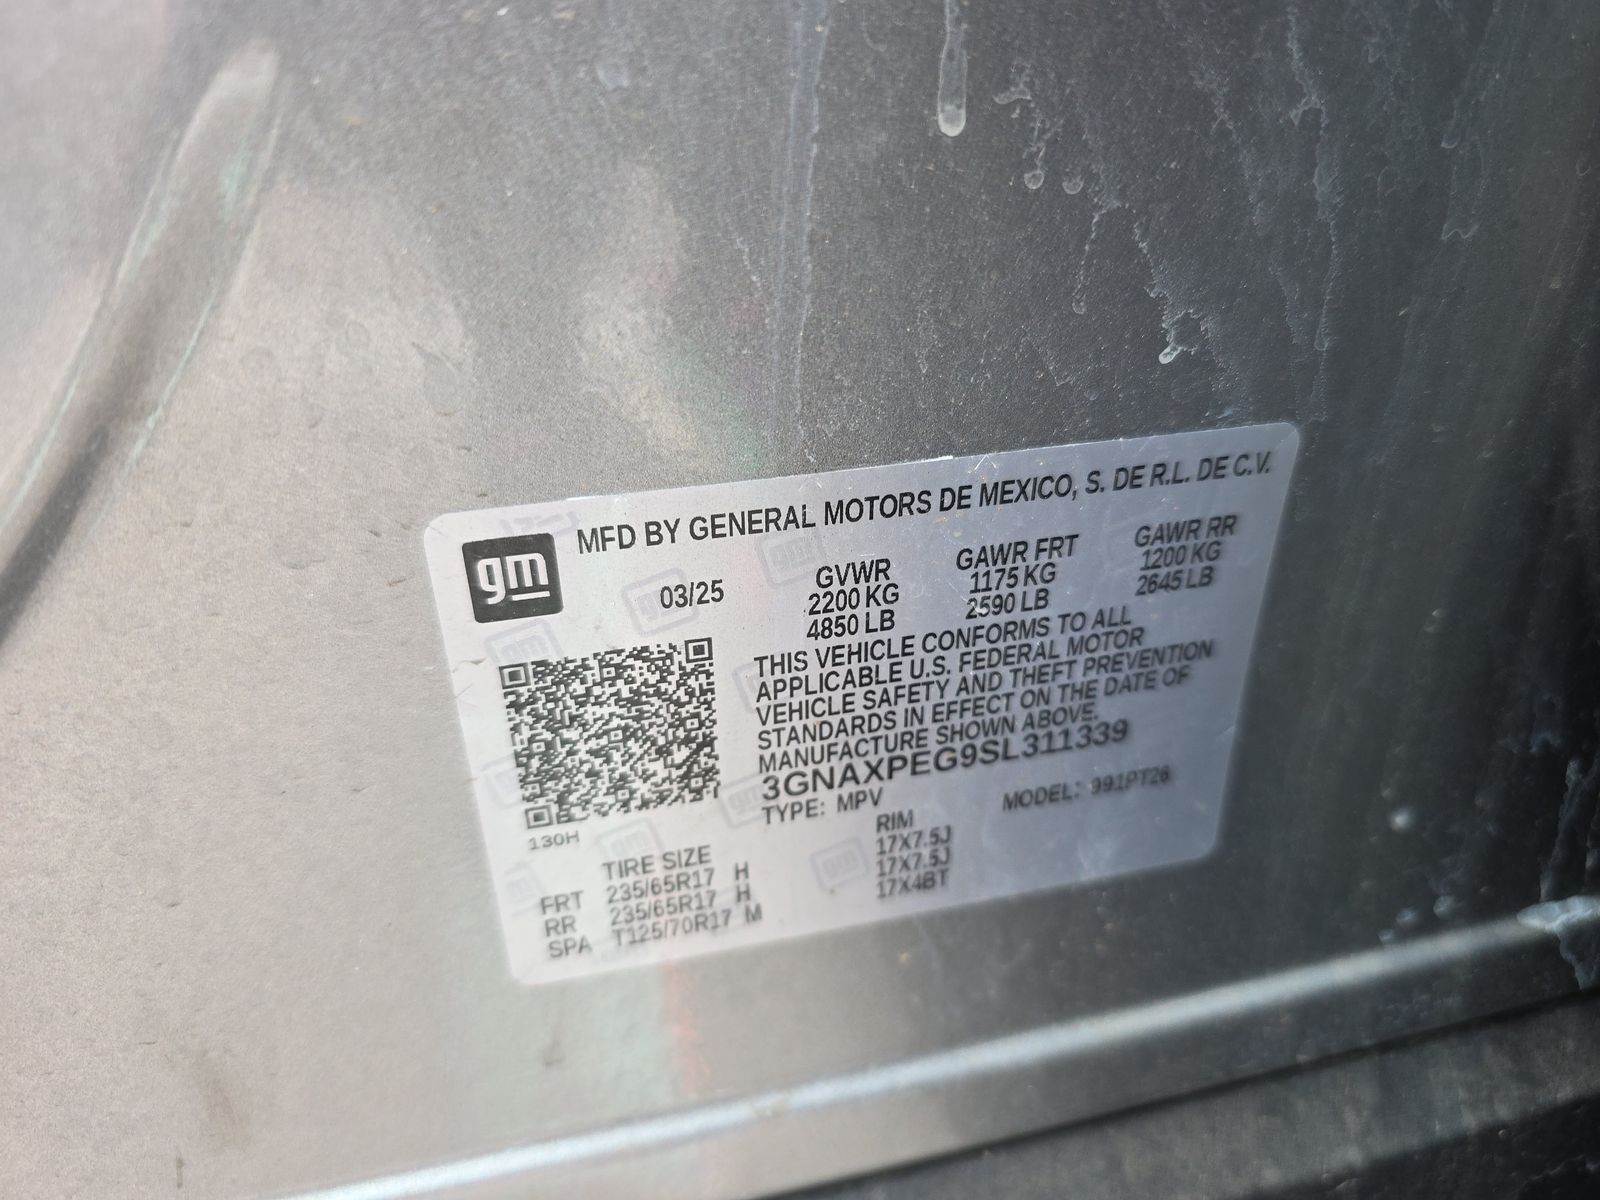 MFD BY GENERAL MOTORS DE MEXICO, S. DE R.L. DE C.V.
gm
03/25
GVWR GAWR FRT GAWR RR
2200 KG 1175 KG 1200 KG
4850 LB 2590 LB 2645 LB
THIS VEHICLE CONFORMS TO ALL
APPLICABLE U.S. FEDERAL MOTOR
VEHICLE SAFETY AND THEFT PREVENTION
STANDARDS IN EFFECT ON THE DATE OF
MANUFACTURE SHOWN ABOVE.
3GNAXPEG9SL311339
TYPE: MPV MODEL: 991PT26
130H
TIRE SIZE RIM
FRT 235/65R17 H 17X7.5J
RR 235/65R17 H 17X7.5J
SPA T125/70R17 M 17X4BT